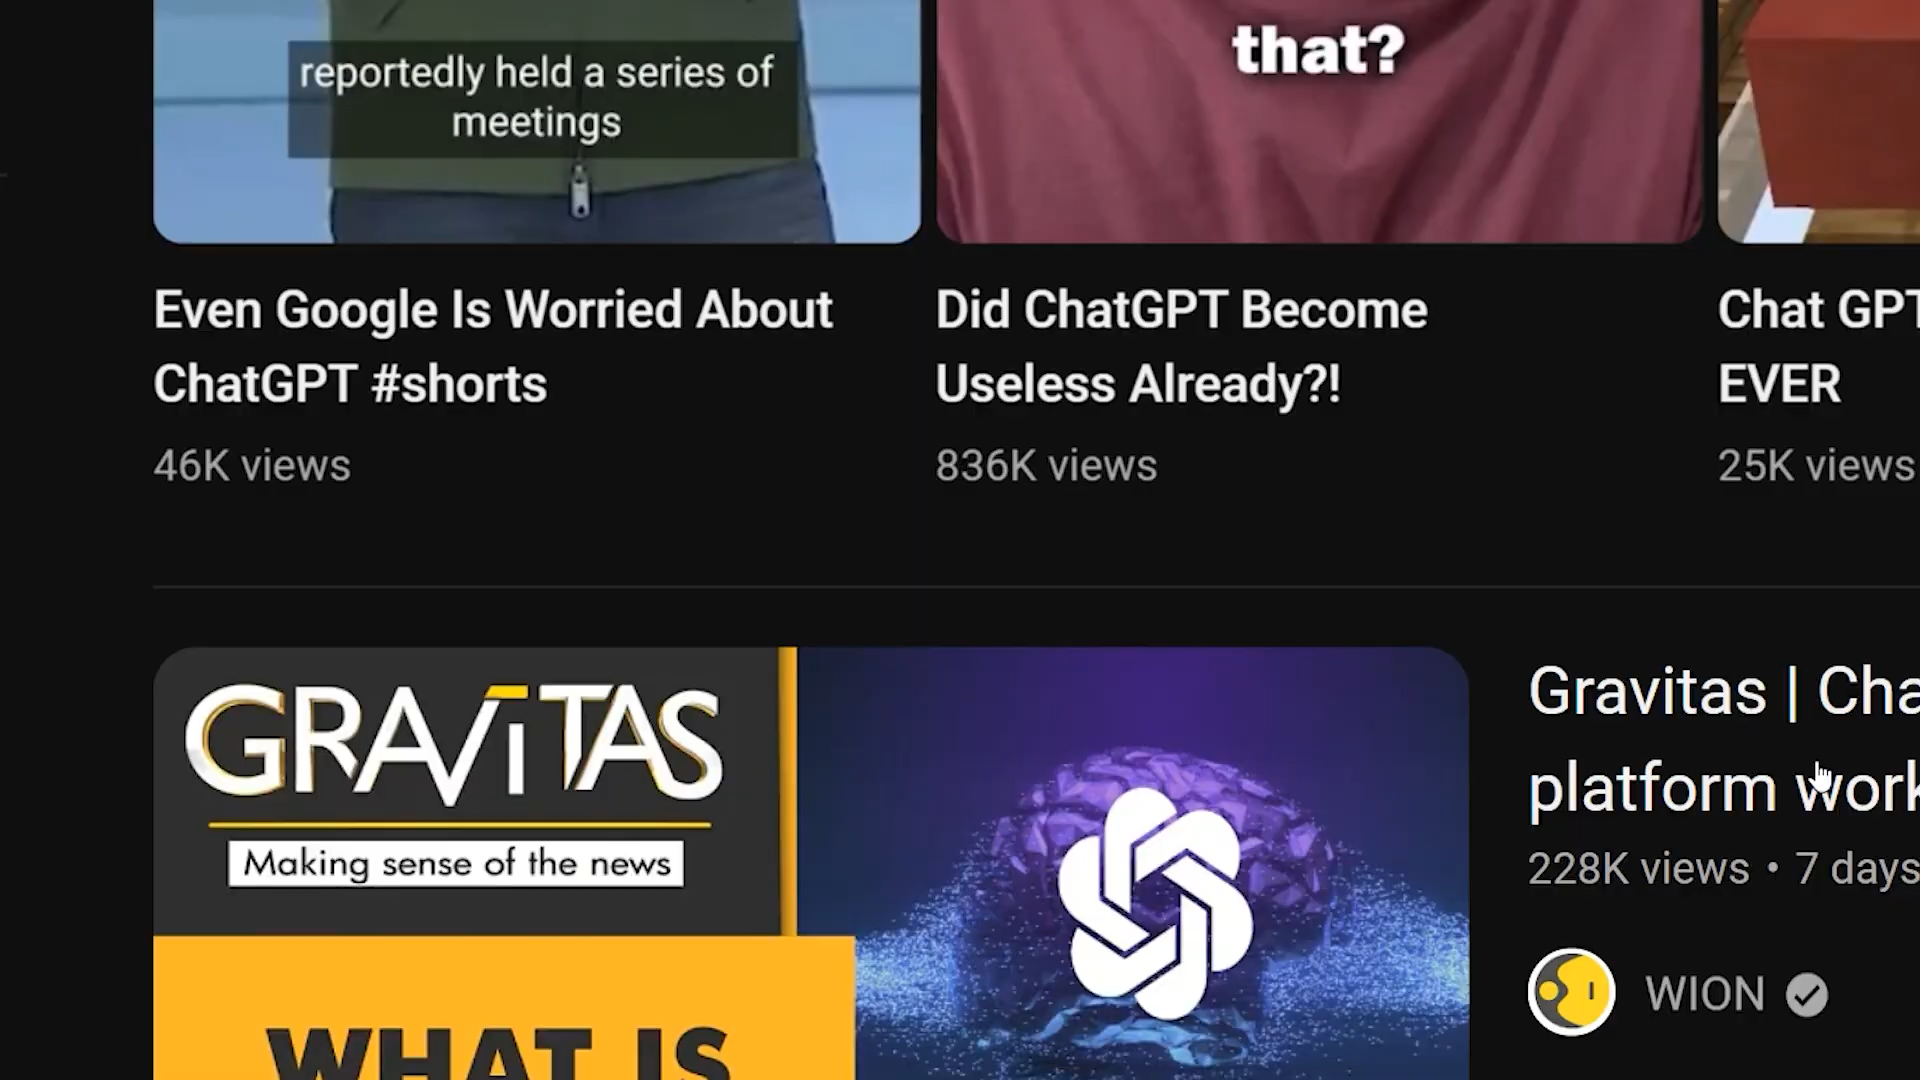 reportedly held a series of
meetings
that?
Even Google Is Worried About
ChatGPT #shorts
46K views
Did ChatGPT Become
Useless Already?!
836K views
Chat GPT
EVER
25K views
GRAViTAS
Making sense of the news
WHAT IS
Gravitas | Cha
platform work
228K views • 7 days
WION